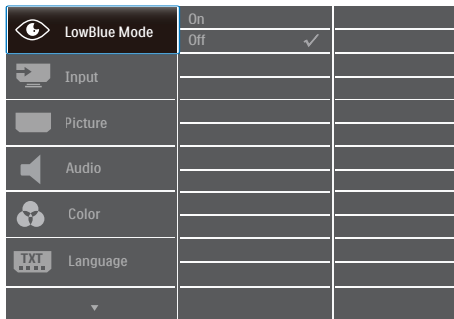 LowBlue Mode
On
Off
Input
Picture
Audio
Color
TXT
Language